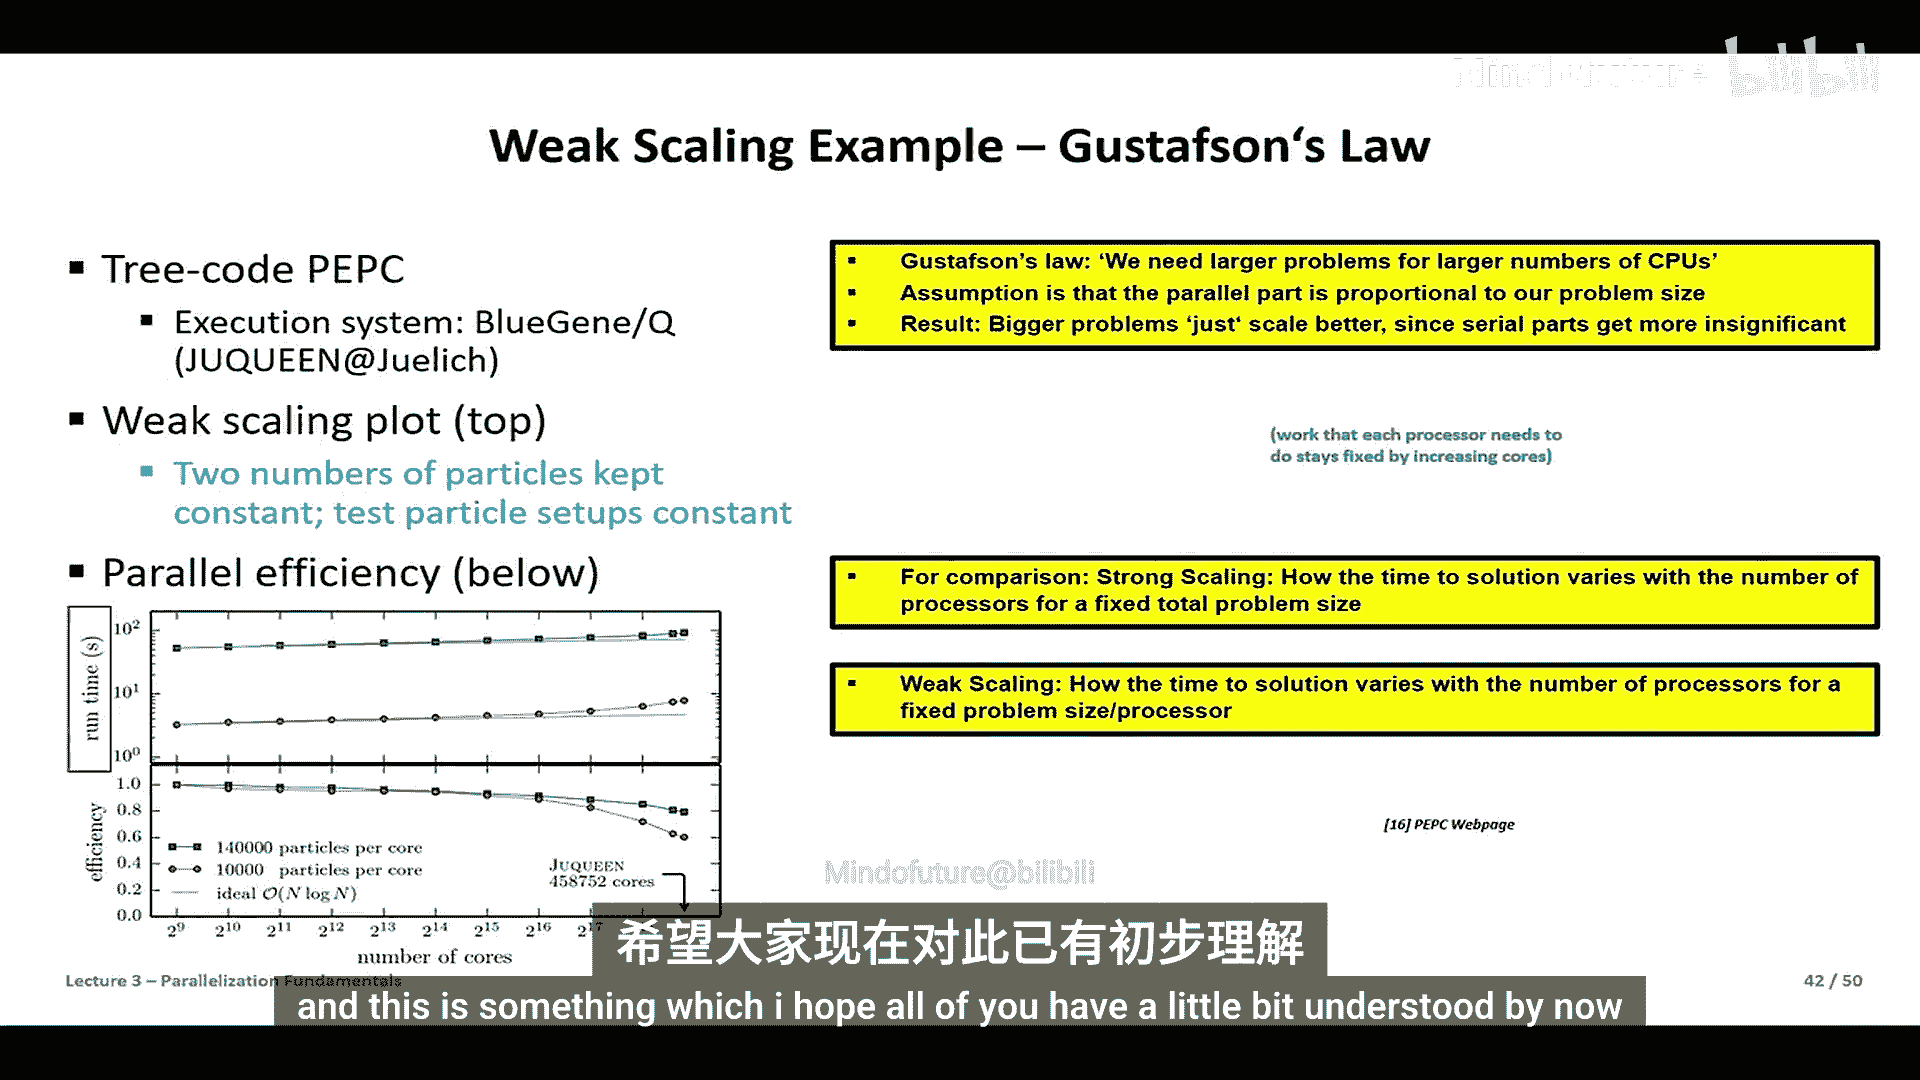 Mindofuture bilibili
Weak Scaling Example – Gustafson‘s Law
Tree-code PEPC
Execution system: BlueGene/Q
(JUQUEEN@Juelich)
Weak scaling plot (top)
Two numbers of particles kept
constant; test particle setups constant
Parallel efficiency (below)
Gustafson's law: ‘We need larger problems for larger numbers of CPUs’
Assumption is that the parallel part is proportional to our problem size
Result: Bigger problems ‘just‘ scale better, since serial parts get more insignificant
(work that each processor needs to
do stays fixed by increasing cores)
For comparison: Strong Scaling: How the time to solution varies with the number of
processors for a fixed total problem size
Weak Scaling: How the time to solution varies with the number of processors for a
fixed problem size/processor
[16] PEPC Webpage
run time (s)
10²
10¹
10⁰
efficiency
1.0
0.8
0.6
0.4
0.2
0.0
140000 particles per core
10000 particles per core
ideal O(N log N)
JUQUEEN
458752 cores
2⁹ 2¹⁰ 2¹¹ 2¹² 2¹³ 2¹⁴ 2¹⁵ 2¹⁶
number of cores
Mindofuture@bilibili
希望大家现在对此已有初步理解
Lecture 3 – Parallelization Fundamentals
42 / 50
and this is something which i hope all of you have a little bit understood by now